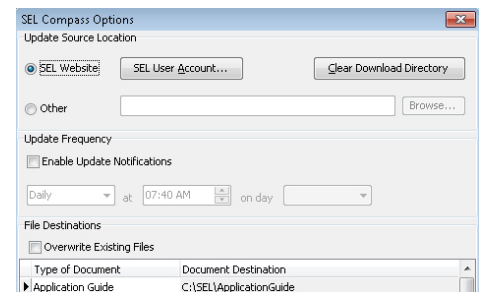 SEL Compass Options
Update Source Location
SEL Website SEL User Account... Clear Download Directory
Other Browse...
Update Frequency
Enable Update Notifications
Daily at 07:40 AM on day
File Destinations
Overwrite Existing Files
Type of Document Document Destination
Application Guide C:\SEL\ApplicationGuide